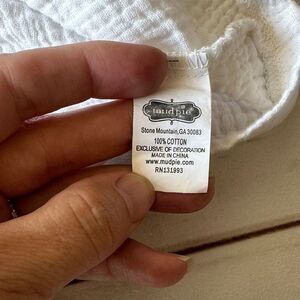 mud pie
Stone Mountain, GA 30083
100% COTTON
EXCLUSIVE OF DECORATION
MADE IN CHINA
www.mudpie.com
RN131993